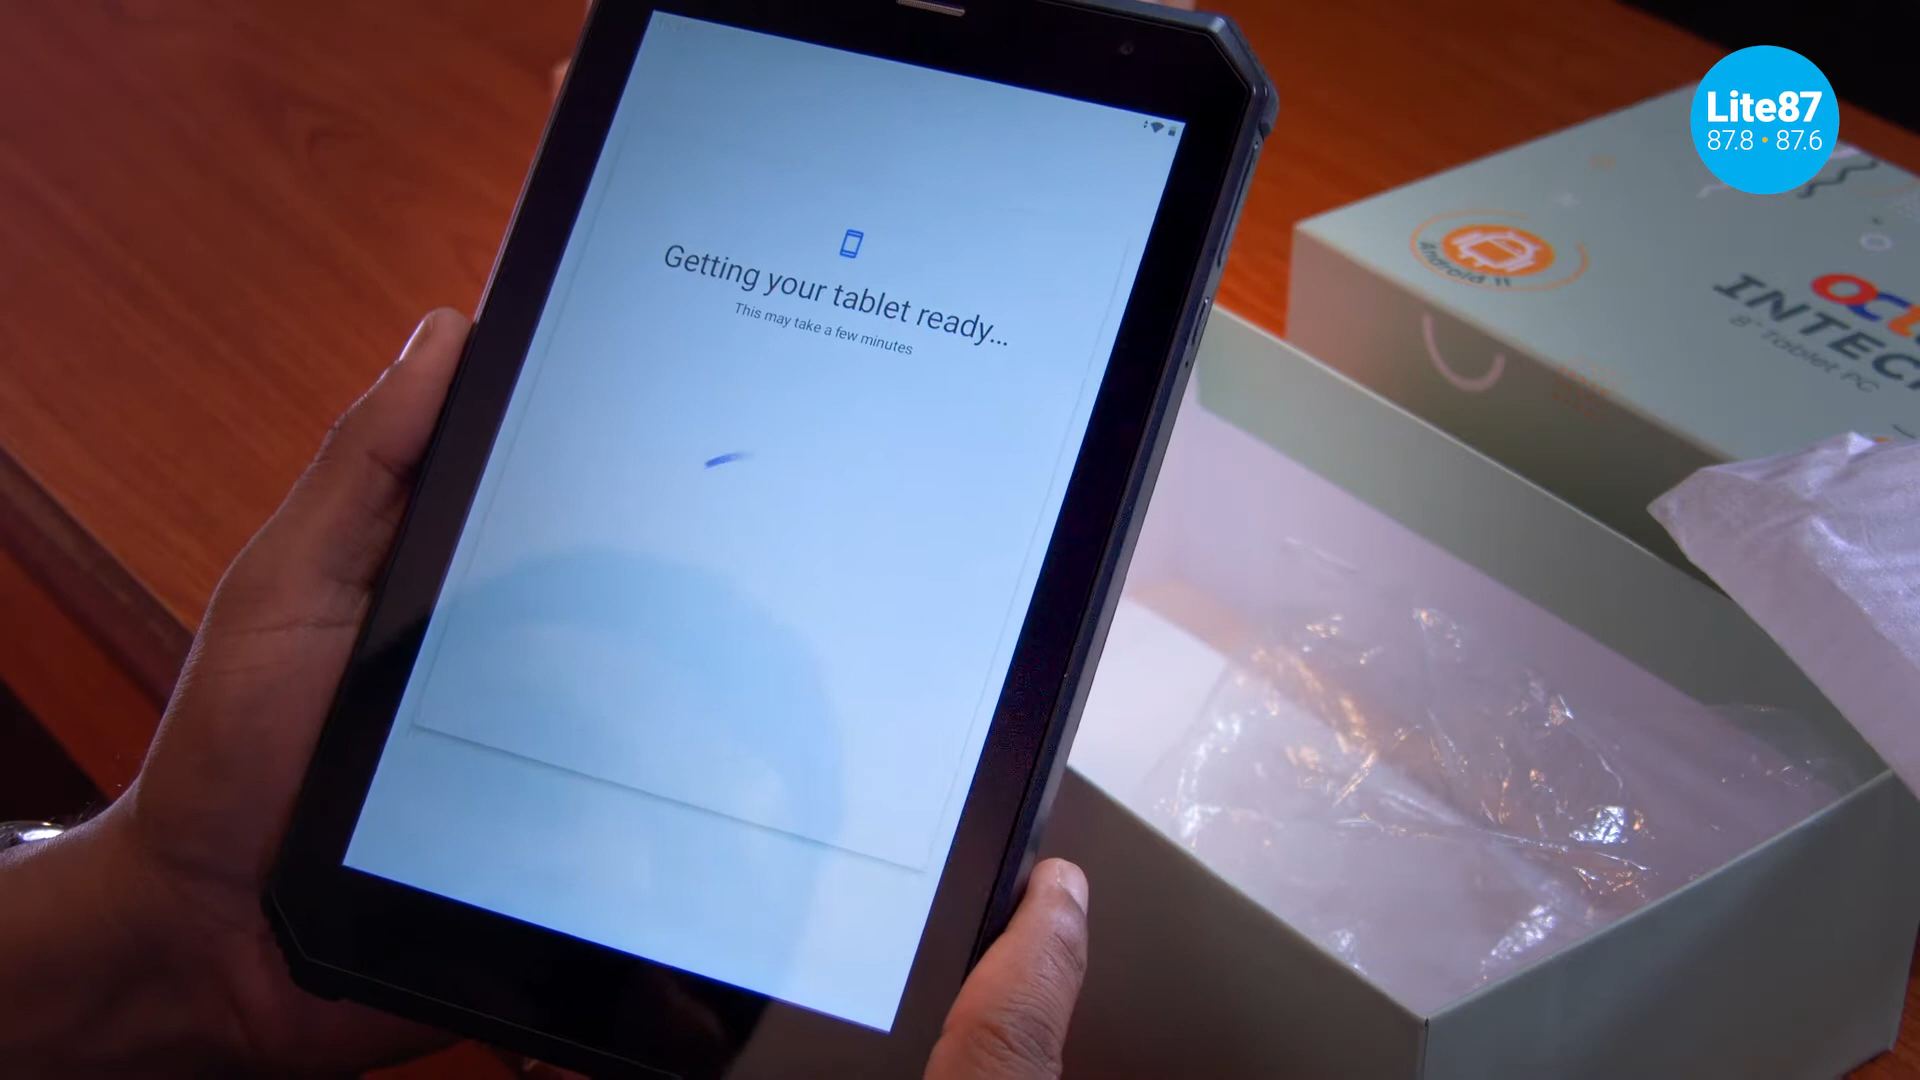 Getting your tablet ready...
This may take a few minutes
Lite87
87.8 • 87.6
Android 11
8" Tablet PC